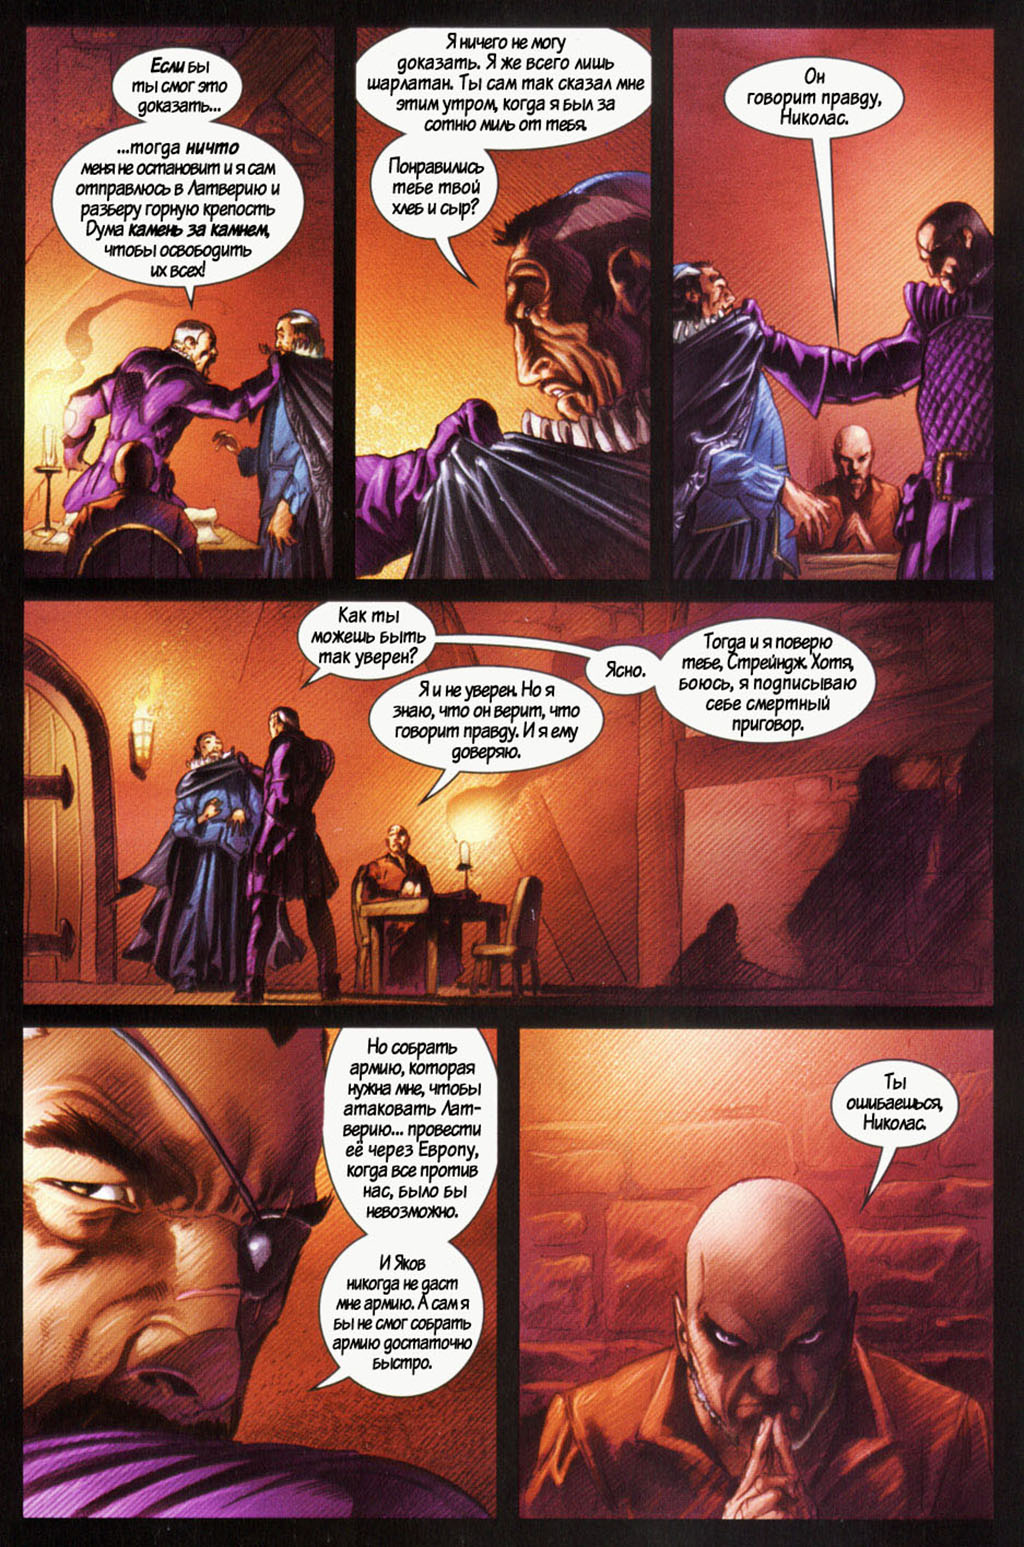 Если бы
ты смог это
доказать...
...тогда ничто
меня не остановит и я сам
отправлюсь в Латверию и
разберу горную крепость
Дума камень за камнем,
чтобы освободить
их всех!
Я ничего не могу
доказать. Я же всего лишь
шарлатан. Ты сам так сказал мне
этим утром, когда я был за
сотню миль от тебя.
Понравились
тебе твой
хлеб и сыр?
Он
говорит правду,
Николас.
Как ты
можешь быть
так уверен?
Я и не уверен. Но я
знаю, что он верит, что
говорит правду. И я ему
доверяю.
Ясно.
Тогда и я поверю
тебе, Стрейндж. Хотя,
боюсь, я подписываю
себе смертный
приговор.
Но собрать
армию, которая
нужна мне, чтобы
атаковать Лат-
верию... провести
её через Европу,
когда все против
нас, было бы
невозможно.
И Яков
никогда не даст
мне армию. А сам я
бы не смог собрать
армию достаточно
быстро.
Ты
ошибаешься,
Николас.